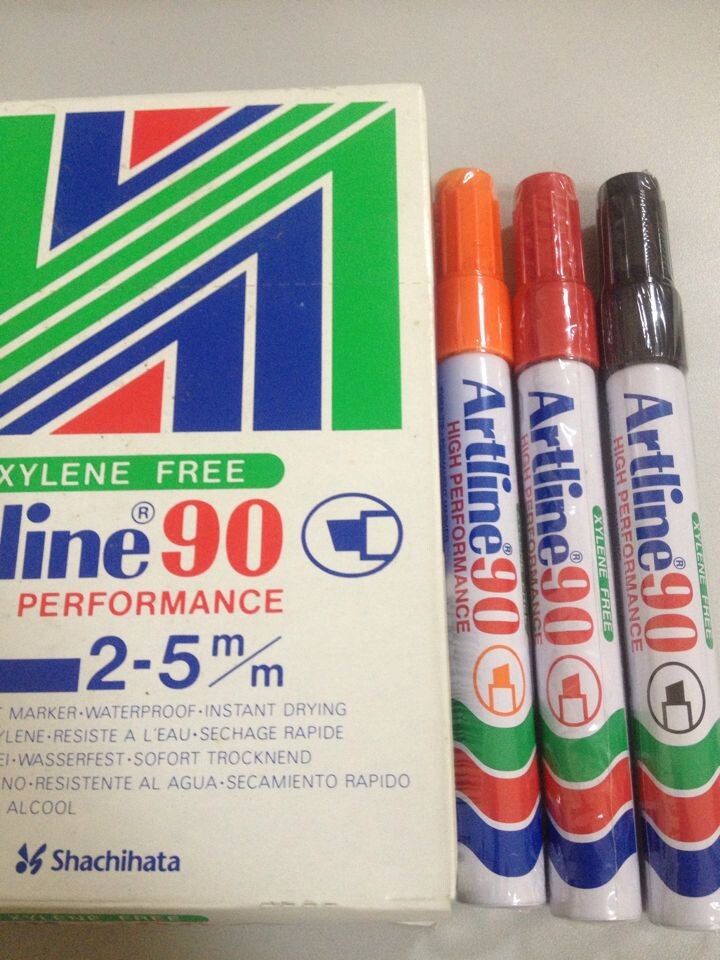 XYLENE FREE
line® 90
PERFORMANCE
2-5 m/m
T MARKER·WATERPROOF·INSTANT DRYING
YLENE·RESISTE A L'EAU·SECHAGE RAPIDE
EI·WASSERFEST·SOFORT TROCKNEND
NO·RESISTENTE AL AGUA·SECAMIENTO RAPIDO
ALCOOL
Shachihata
XYLENE FREE
Artline® 90
HIGH PERFORMANCE
Artline® 90
HIGH PERFORMANCE
XYLENE FREE
Artline® 90
HIGH PERFORMANCE
XYLENE FREE